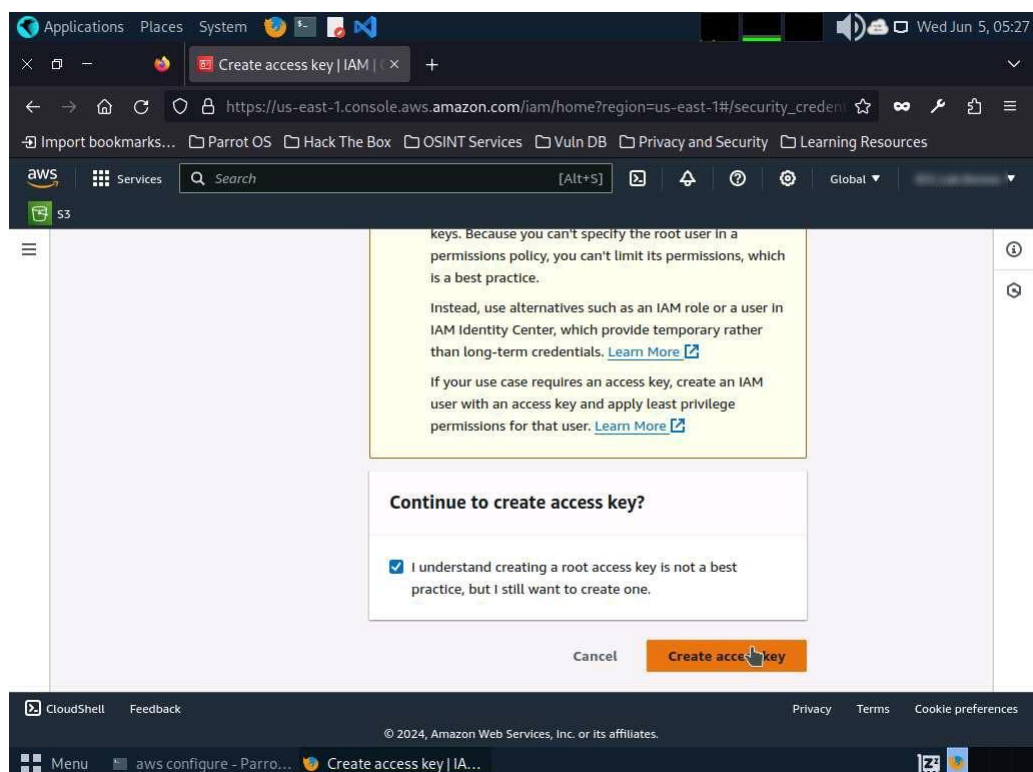 Applications Places System Wed Jun 5, 05:27
Create access key | IAM | C
https://us-east-1.console.aws.amazon.com/iam/home?region=us-east-1#/security_creden
Import bookmarks... Parrot OS Hack The Box OSINT Services Vuln DB Privacy and Security Learning Resources
aws Services Search [Alt+S] Global
S3
keys. Because you can't specify the root user in a
permissions policy, you can't limit its permissions, which
is a best practice.
Instead, use alternatives such as an IAM role or a user in
IAM Identity Center, which provide temporary rather
than long-term credentials. Learn More
If your use case requires an access key, create an IAM
user with an access key and apply least privilege
permissions for that user. Learn More
Continue to create access key?
I understand creating a root access key is not a best
practice, but I still want to create one.
Cancel Create access key
CloudShell Feedback Privacy Terms Cookie preferences
© 2024, Amazon Web Services, Inc. or its affiliates.
Menu aws configure - Parro... Create access key | IA...